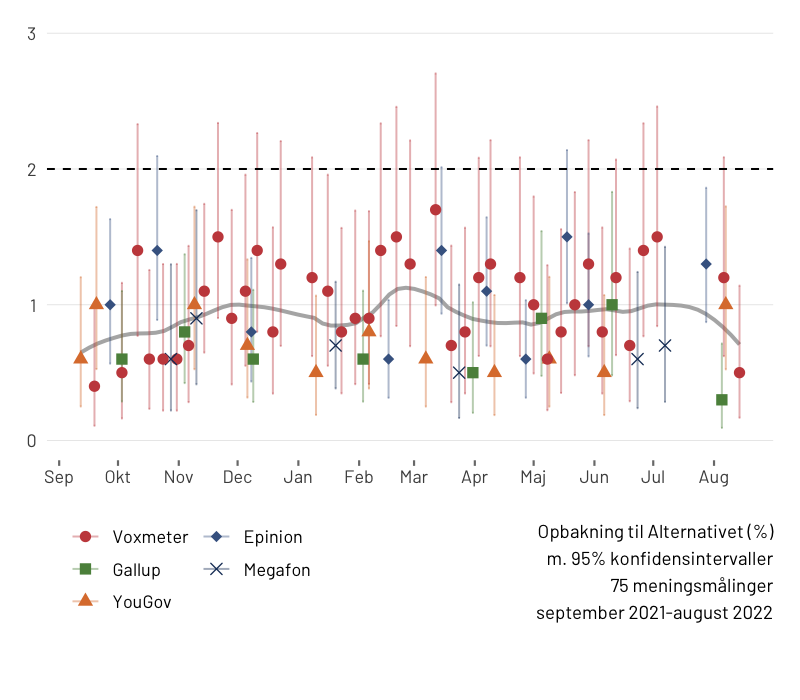 3
2
1
0
Sep Okt Nov Dec Jan Feb Mar Apr Maj Jun Jul Aug
Voxmeter Epinion
Gallup Megafon
YouGov
Opbakning til Alternativet (%)
m. 95% konfidensintervaller
75 meningsmålinger
september 2021-august 2022